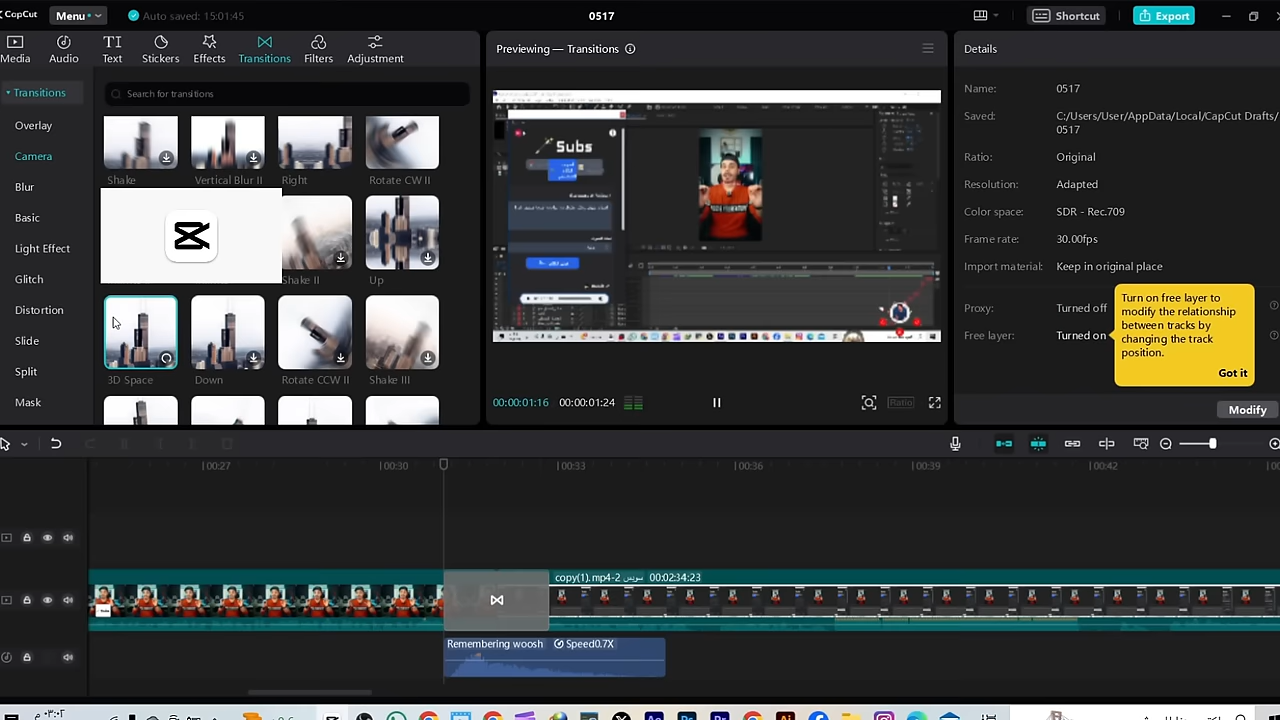 CapCut
Menu
Auto saved: 15:01:45
0517
Shortcut
Export
Media
Audio
Text
Stickers
Effects
Transitions
Filters
Adjustment
Transitions
Search for transitions
Overlay
Camera
Blur
Basic
Light Effect
Glitch
Distortion
Slide
Split
Mask
Shake
Vertical Blur II
Right
Rotate CW II
Shake II
Up
3D Space
Down
Rotate CCW II
Shake III
Previewing — Transitions
Subs
00:00:01:16
00:00:01:24
Ratio
Details
Name:
0517
Saved:
C:/Users/User/AppData/Local/CapCut Drafts/
0517
Ratio:
Original
Resolution:
Adapted
Color space:
SDR - Rec.709
Frame rate:
30.00fps
Import material:
Keep in original place
Proxy:
Turned off
Free layer:
Turned on
Turn on free layer to
modify the relationship
between tracks by
changing the track
position.
Got it
Modify
00:27
00:30
00:33
00:36
00:39
00:42
copy(1).mp4-2 سوبس 00:02:34:23
Remembering woosh
Speed0.7X